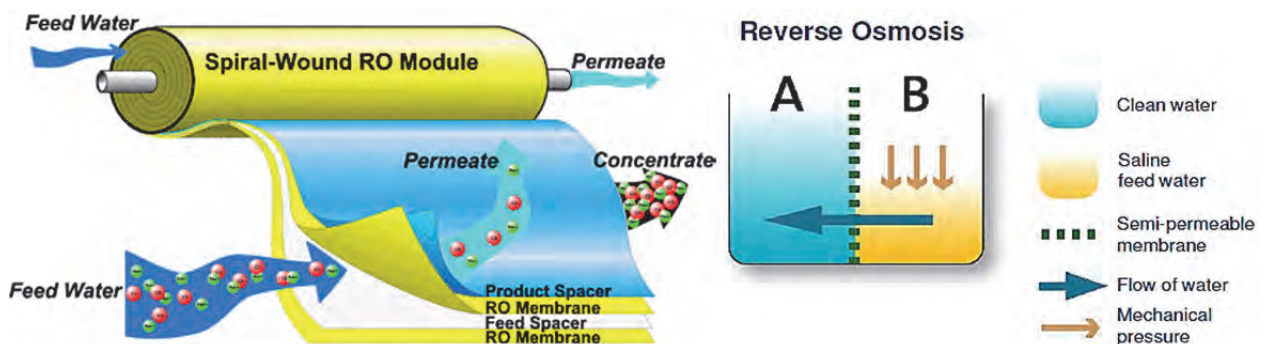 Feed Water
Spiral-Wound RO Module
Permeate
Permeate
Concentrate
Feed Water
Product Spacer
RO Membrane
Feed Spacer
RO Membrane
Reverse Osmosis
A
B
Clean water
Saline
feed water
Semi-permeable
membrane
Flow of water
Mechanical
pressure